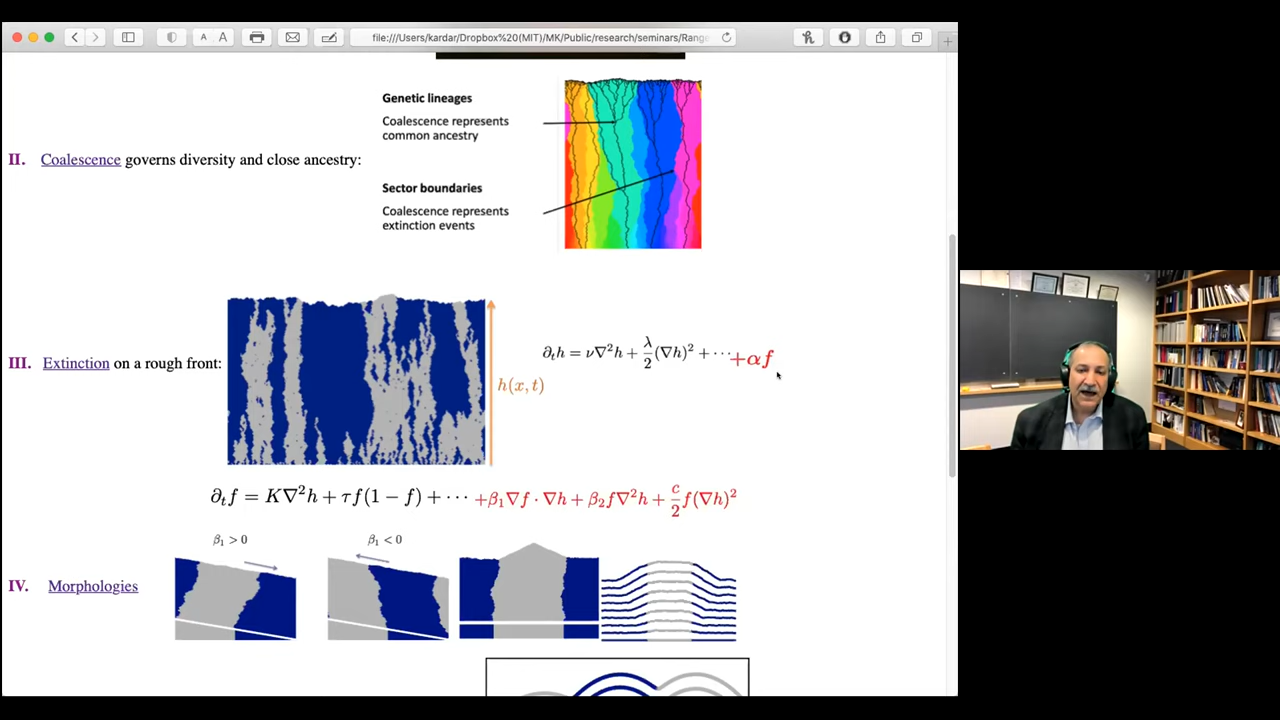 A A
file:///Users/kardar/Dropbox%20(MIT)/MK/Public/research/seminars/Rang
Genetic lineages
Coalescence represents
common ancestry
II. Coalescence governs diversity and close ancestry:
Sector boundaries
Coalescence represents
extinction events
III. Extinction on a rough front:
∂ₜh = ν∇²h + λ/2 (∇h)² + ··· +αf
h(x, t)
∂ₜf = K∇²h + τf(1 − f) + ··· +β₁∇f · ∇h + β₂f∇²h + c/2 f(∇h)²
β₁ > 0
β₁ < 0
IV. Morphologies